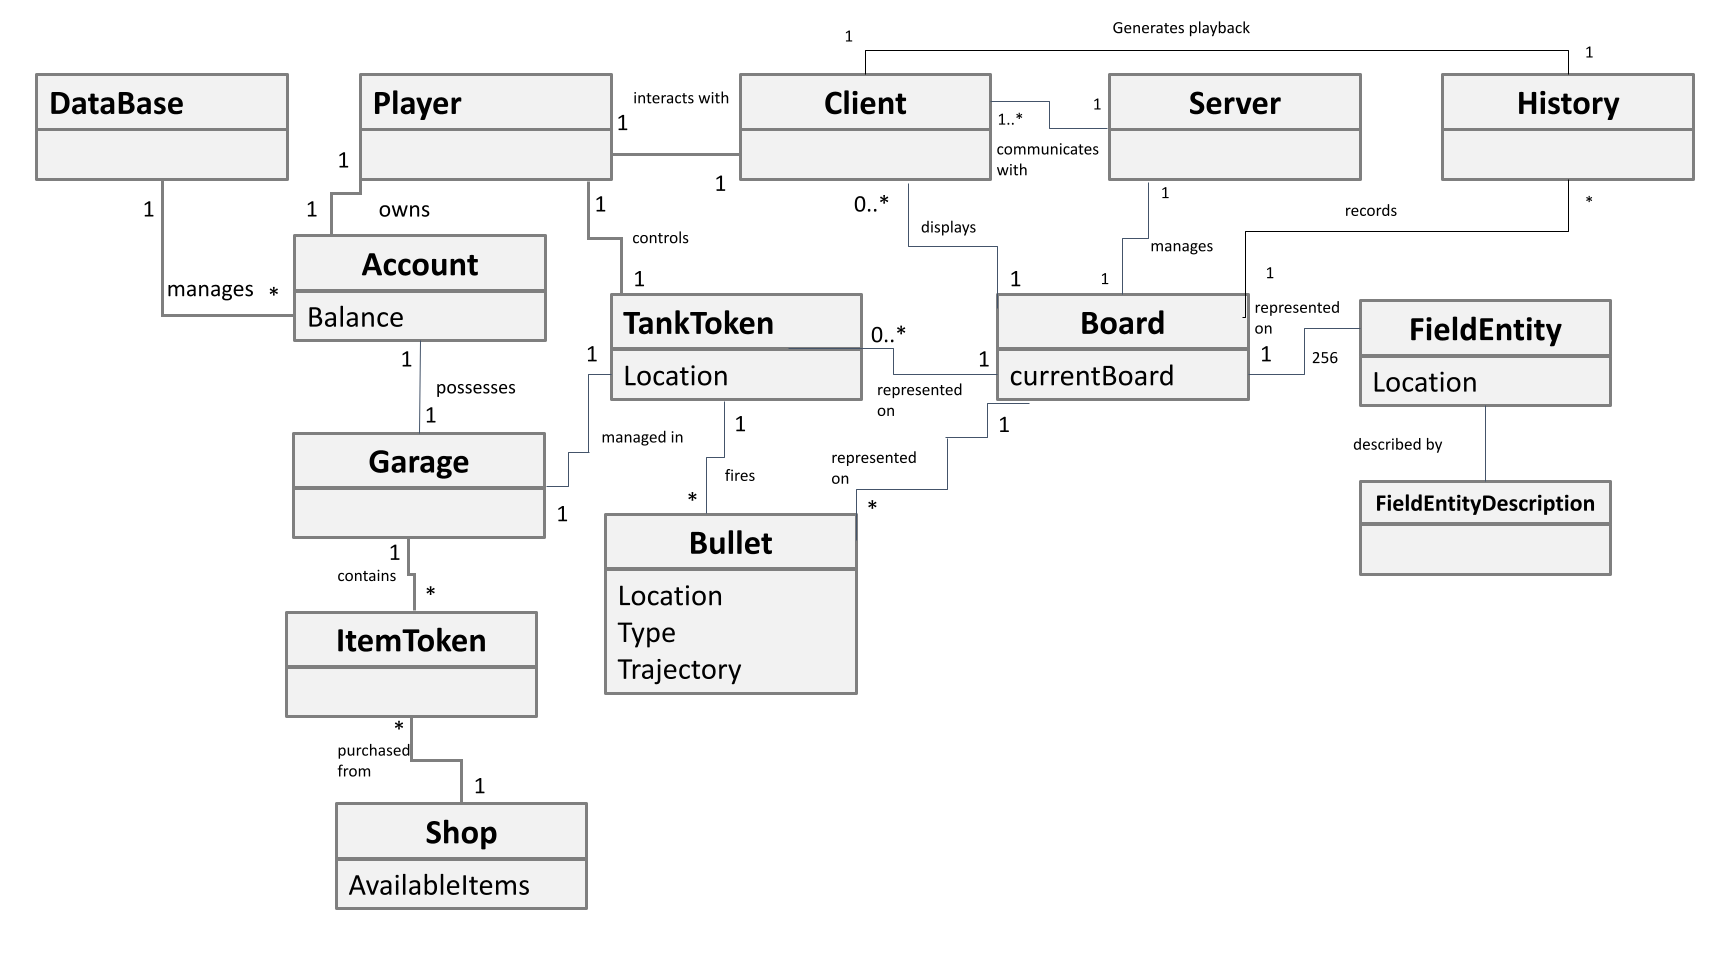 Generates playback
1
1
DataBase
Player
interacts with
1
1
Client
1..*
1
communicates
with
Server
History
1
1
1
owns
1
controls
1
0..*
displays
1
1
manages
1
records
*
1
manages
*
Account
Balance
TankToken
Location
0..*
1
represented
on
Board
currentBoard
represented
on
1
256
FieldEntity
Location
1
possesses
1
1
managed in
1
1
fires
*
represented
on
1
*
described by
Garage
FieldEntityDescription
1
contains
*
Bullet
Location
Type
Trajectory
ItemToken
*
purchased
from
1
Shop
AvailableItems